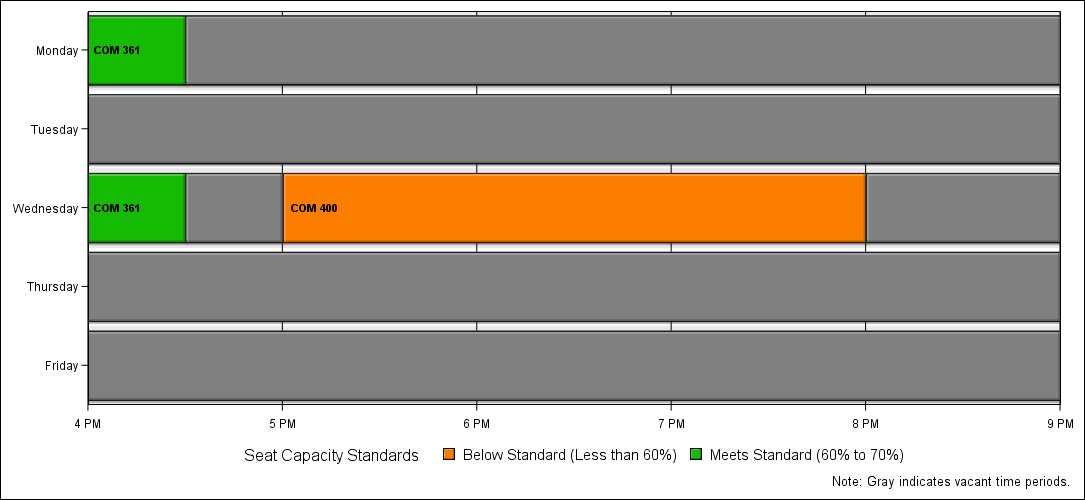 Monday COM 361
Tuesday
Wednesday COM 361 COM 400
Thursday
Friday
4 PM 5 PM 6 PM 7 PM 8 PM 9 PM
Seat Capacity Standards Below Standard (Less than 60%) Meets Standard (60% to 70%)
Note: Gray indicates vacant time periods.